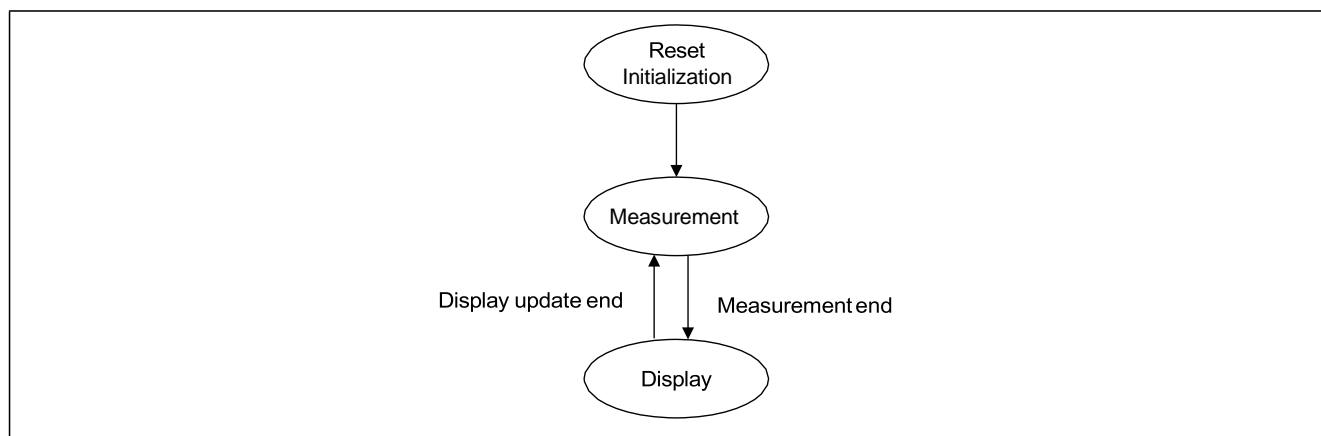 Reset
Initialization
Measurement
Display update end
Measurement end
Display